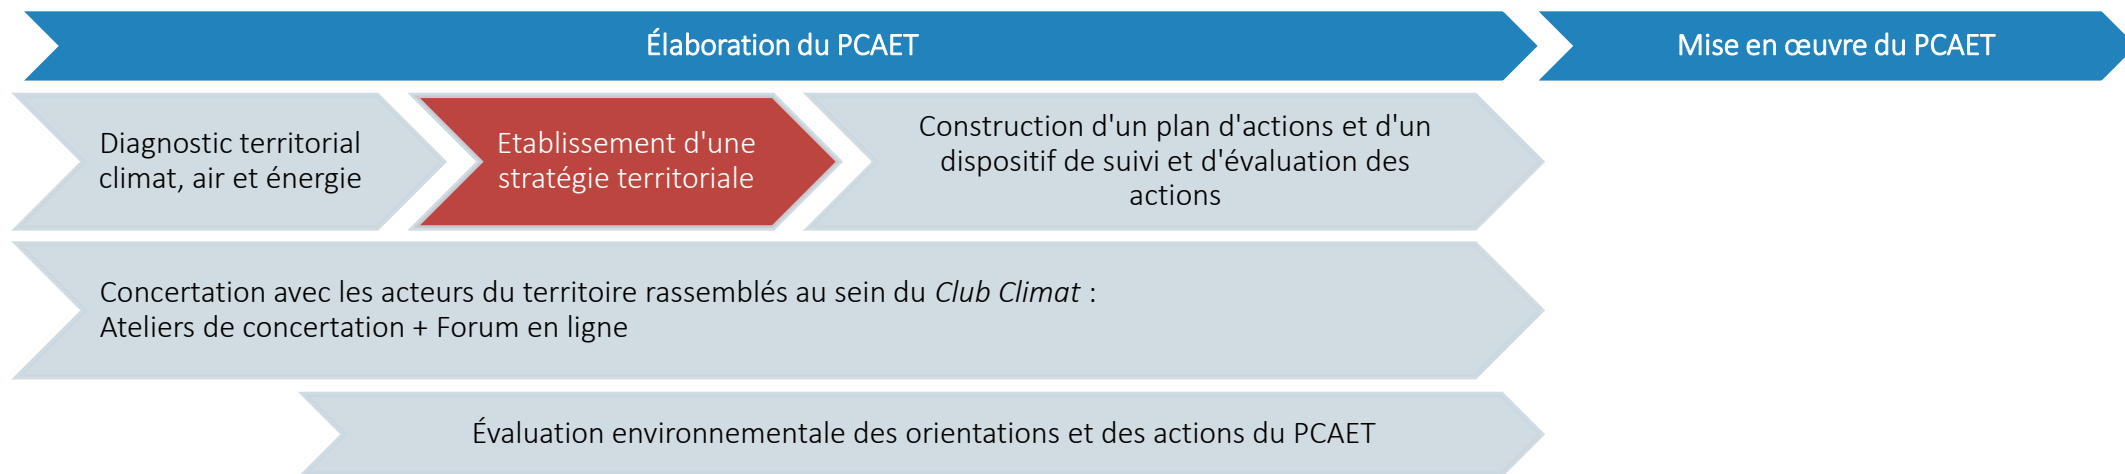 Élaboration du PCAET
Mise en œuvre du PCAET
Diagnostic territorial
climat, air et énergie
Etablissement d'une
stratégie territoriale
Construction d'un plan d'actions et d'un
dispositif de suivi et d'évaluation des
actions
Concertation avec les acteurs du territoire rassemblés au sein du Club Climat :
Ateliers de concertation + Forum en ligne
Évaluation environnementale des orientations et des actions du PCAET